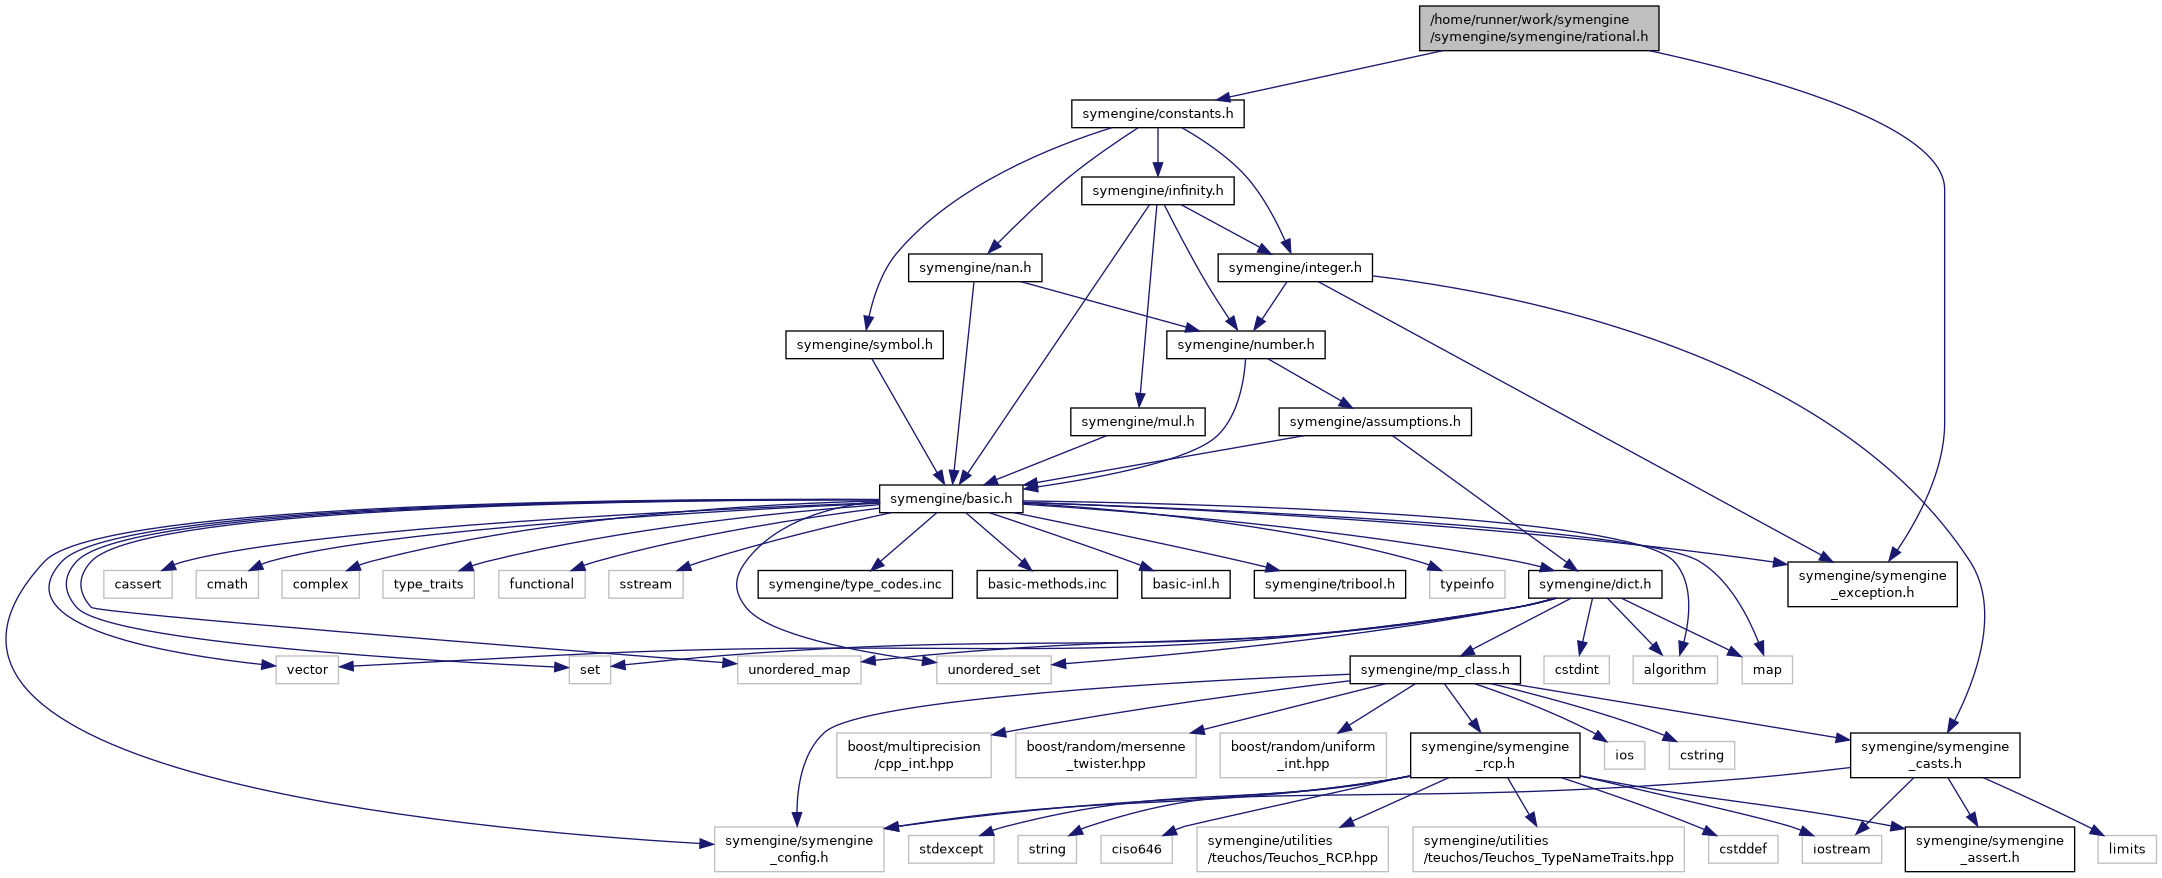 /home/runner/work/symengine
/symengine/symengine/rational.h
symengine/constants.h
symengine/infinity.h
symengine/nan.h
symengine/integer.h
symengine/symbol.h
symengine/number.h
symengine/mul.h
symengine/assumptions.h
symengine/basic.h
cassert
cmath
complex
type_traits
functional
sstream
symengine/type_codes.inc
basic-methods.inc
basic-inl.h
symengine/tribool.h
typeinfo
symengine/dict.h
symengine/symengine
_exception.h
vector
set
unordered_map
unordered_set
symengine/mp_class.h
cstdint
algorithm
map
boost/multiprecision
/cpp_int.hpp
boost/random/mersenne
_twister.hpp
boost/random/uniform
_int.hpp
symengine/symengine
_rcp.h
ios
cstring
symengine/symengine
_casts.h
symengine/symengine
_config.h
stdexcept
string
ciso646
symengine/utilities
/teuchos/Teuchos_RCP.hpp
symengine/utilities
/teuchos/Teuchos_TypeNameTraits.hpp
cstddef
iostream
symengine/symengine
_assert.h
limits